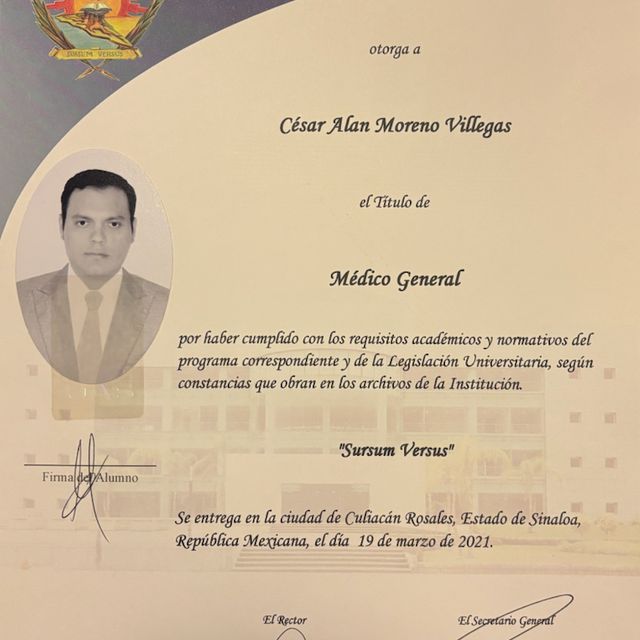 SURSUM VERSUS
otorga a
César Alan Moreno Villegas
el Título de
Médico General
por haber cumplido con los requisitos académicos y normativos del
programa correspondiente y de la Legislación Universitaria, según
constancias que obran en los archivos de la Institución.
"Sursum Versus"
Firma del Alumno
Se entrega en la ciudad de Culiacán Rosales, Estado de Sinaloa,
República Mexicana, el día 19 de marzo de 2021.
El Rector
El Secretario General